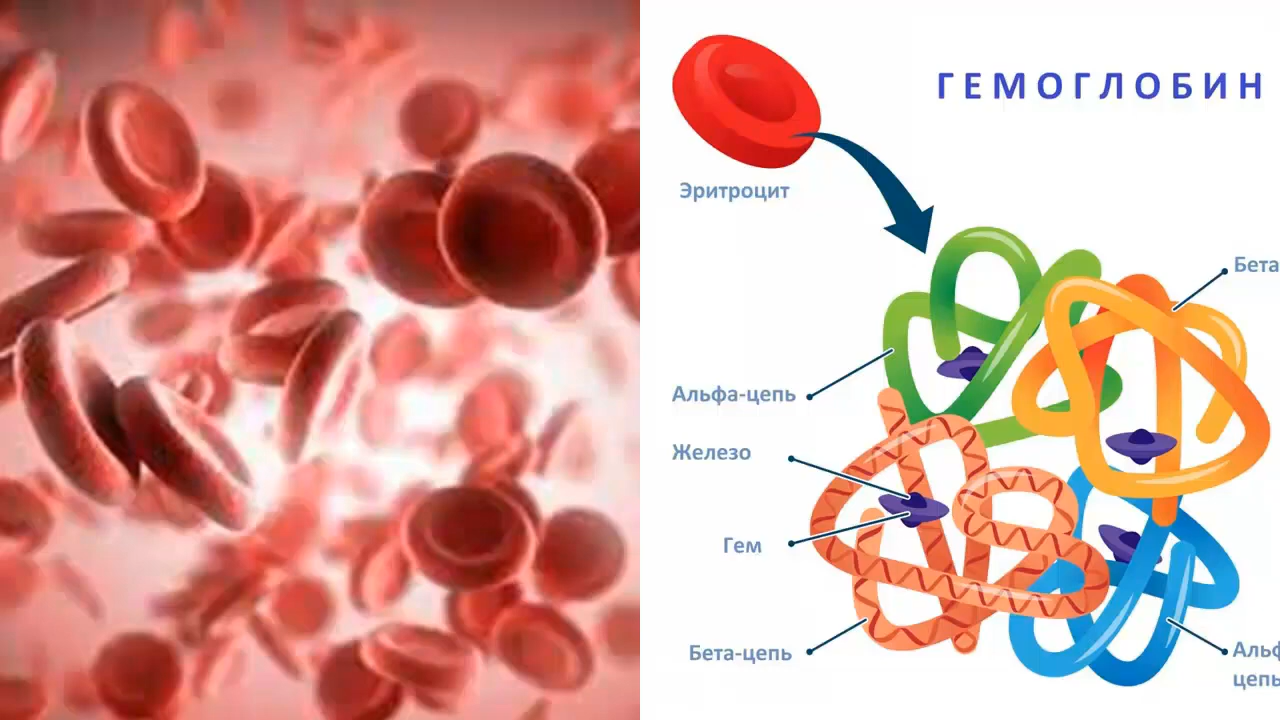 ГЕМОГЛОБИН
Эритроцит
Бета
Альфа-цепь
Железо
Гем
Бета-цепь
Альф
цепь